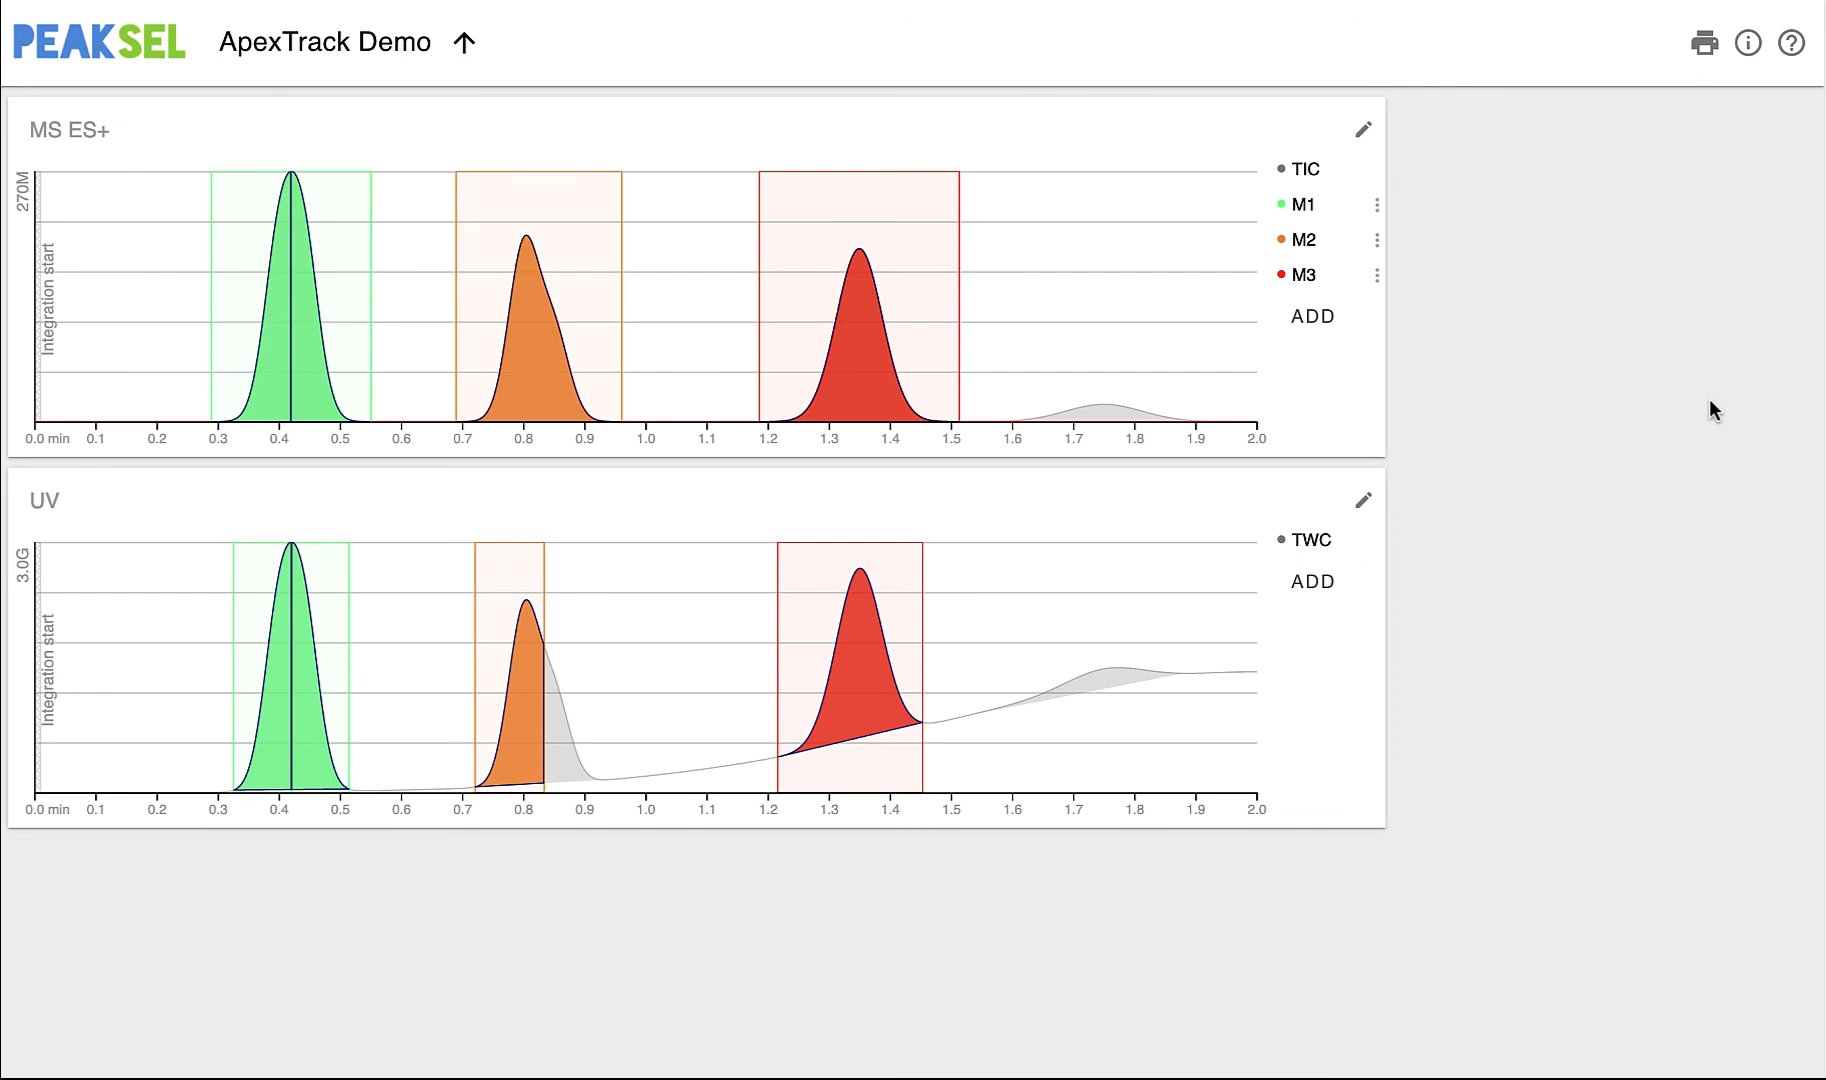 PEAKSEL ApexTrack Demo
MS ES+
270M
Integration start
TIC
M1
M2
M3
ADD
0.0 min 0.1 0.2 0.3 0.4 0.5 0.6 0.7 0.8 0.9 1.0 1.1 1.2 1.3 1.4 1.5 1.6 1.7 1.8 1.9 2.0
UV
3.0G
Integration start
TWC
ADD
0.0 min 0.1 0.2 0.3 0.4 0.5 0.6 0.7 0.8 0.9 1.0 1.1 1.2 1.3 1.4 1.5 1.6 1.7 1.8 1.9 2.0